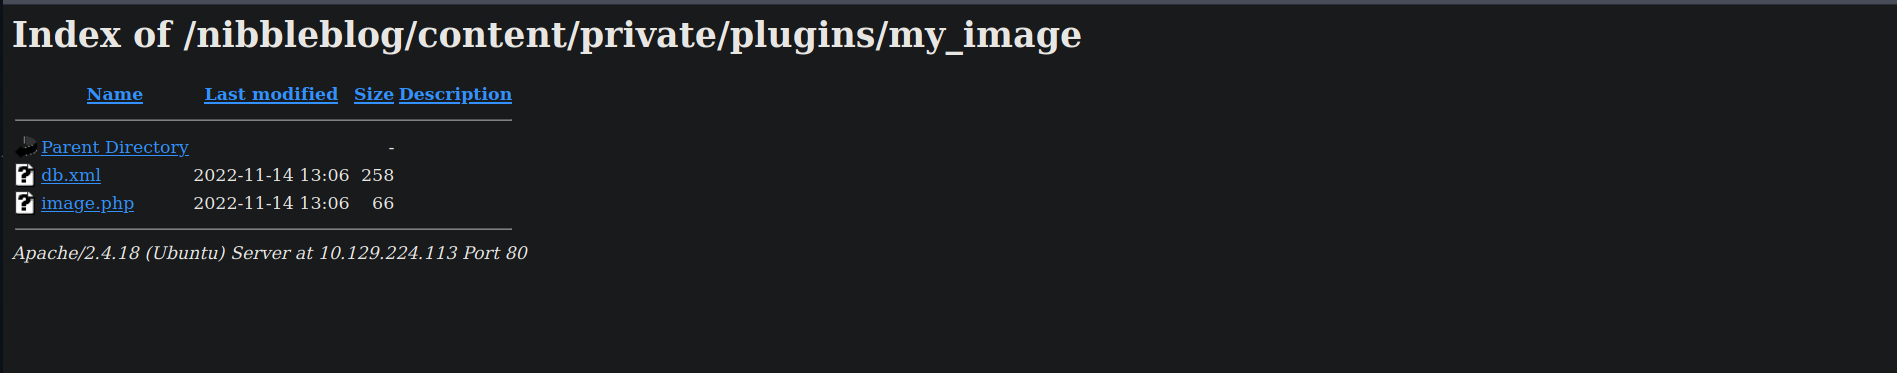 Index of /nibbleblog/content/private/plugins/my_image
Name Last modified Size Description
Parent Directory -
db.xml 2022-11-14 13:06 258
image.php 2022-11-14 13:06 66
Apache/2.4.18 (Ubuntu) Server at 10.129.224.113 Port 80